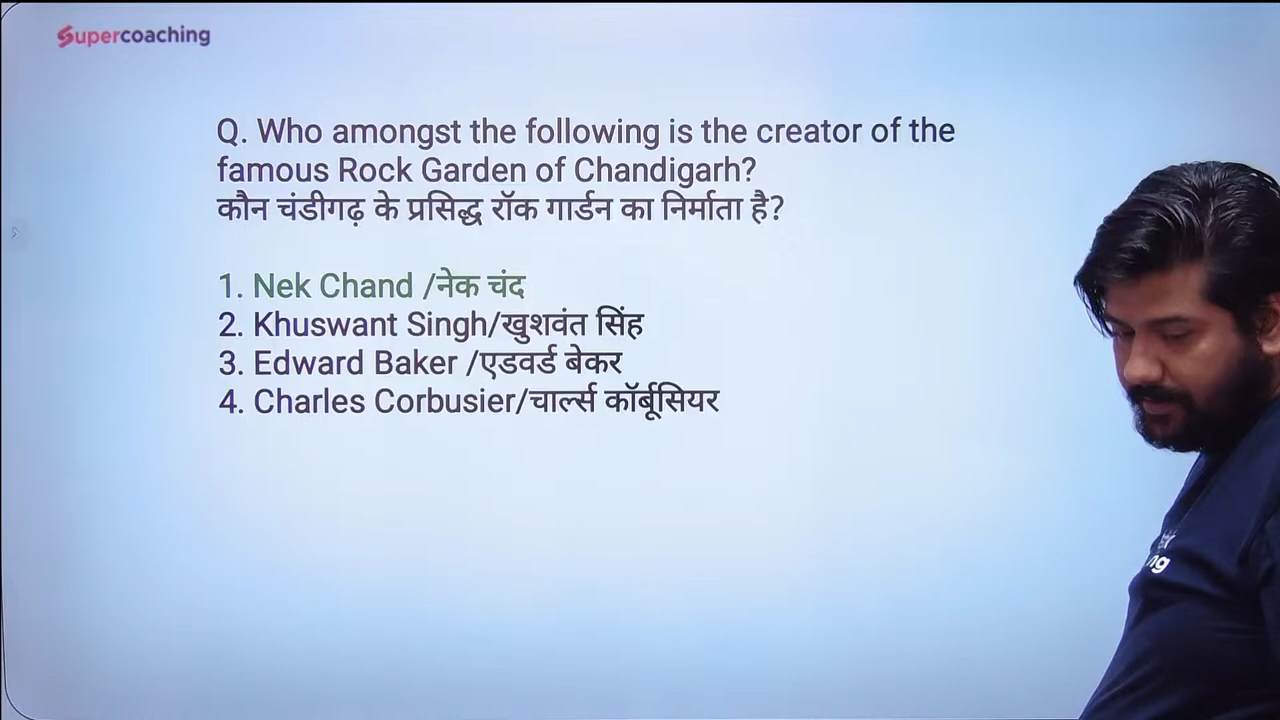 Supercoaching
Q. Who amongst the following is the creator of the
famous Rock Garden of Chandigarh?
कौन चंडीगढ़ के प्रसिद्ध रॉक गार्डन का निर्माता है?
1. Nek Chand /नेक चंद
2. Khuswant Singh/खुशवंत सिंह
3. Edward Baker /एडवर्ड बेकर
4. Charles Corbusier/चार्ल्स कॉर्बूसियर
ng